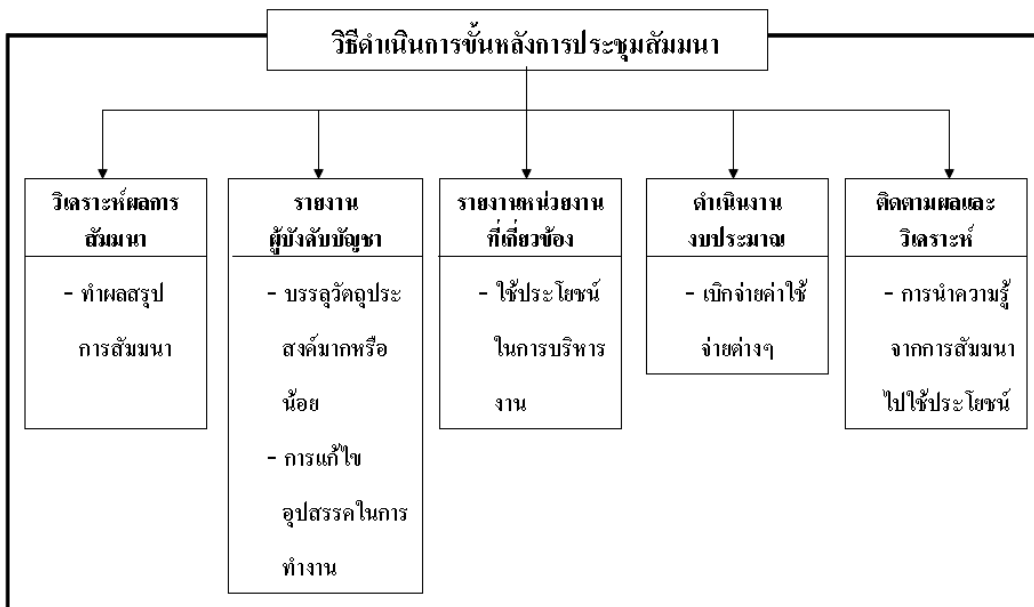 วิธีดำเนินการขั้นหลังการประชุมสัมมนา
วิเคราะห์ผลการ
สัมมนา
- ทำผลสรุป
การสัมมนา
รายงาน
ผู้บังคับบัญชา
- บรรลุวัตถุประ
สงค์มากหรือ
น้อย
- การแก้ไข
อุปสรรคในการ
ทำงาน
รายงานหน่วยงาน
ที่เกี่ยวข้อง
- ใช้ประโยชน์
ในการบริหาร
งาน
ดำเนินงาน
งบประมาณ
- เบิกจ่ายค่าใช้
จ่ายต่างๆ
ติดตามผลและ
วิเคราะห์
- การนำความรู้
จากการสัมมนา
ไปใช้ประโยชน์